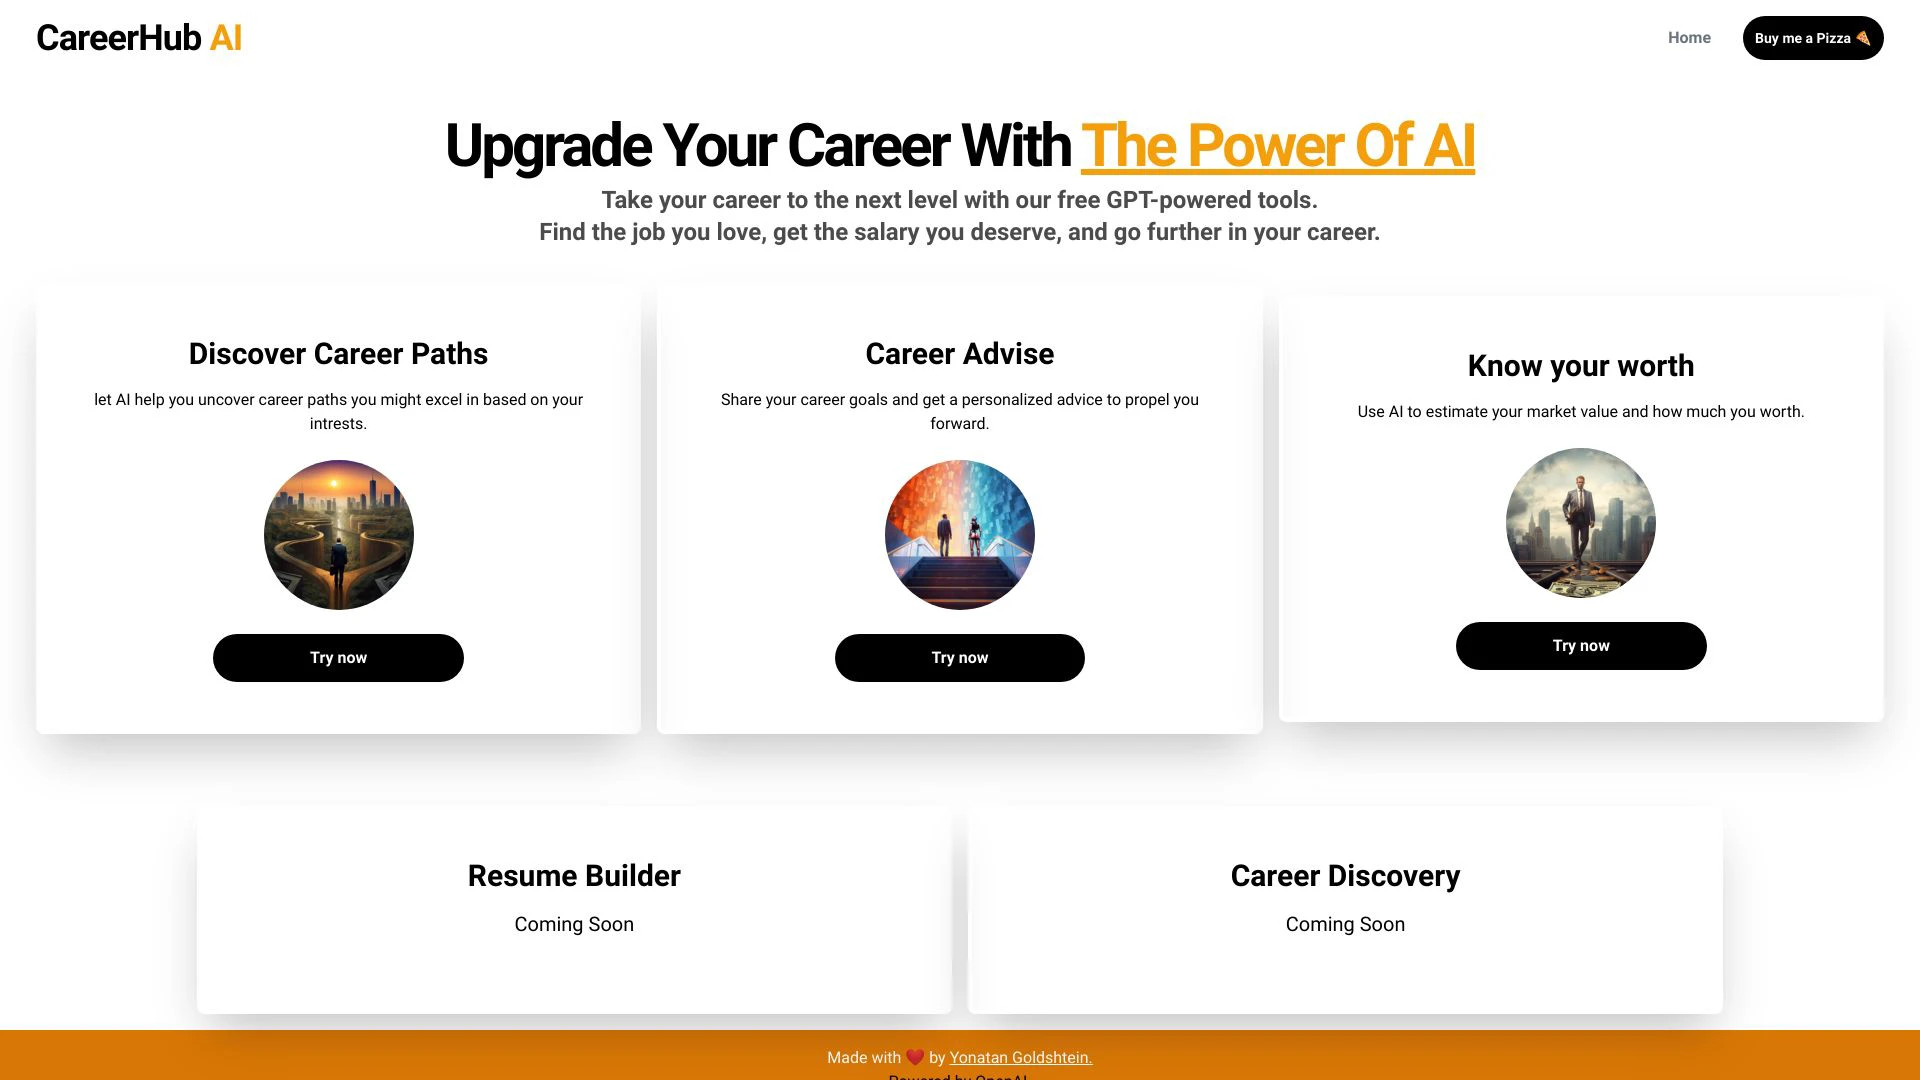 CareerHub AI
Home
Buy me a Pizza 🍕
Upgrade Your Career With The Power Of AI
Take your career to the next level with our free GPT-powered tools.
Find the job you love, get the salary you deserve, and go further in your career.
Discover Career Paths
let AI help you uncover career paths you might excel in based on your
intrests.
Try now
Career Advise
Share your career goals and get a personalized advice to propel you
forward.
Try now
Know your worth
Use AI to estimate your market value and how much you worth.
Try now
Resume Builder
Coming Soon
Career Discovery
Coming Soon
Made with ❤️ by Yonatan Goldshtein.
Powered by OpenAI